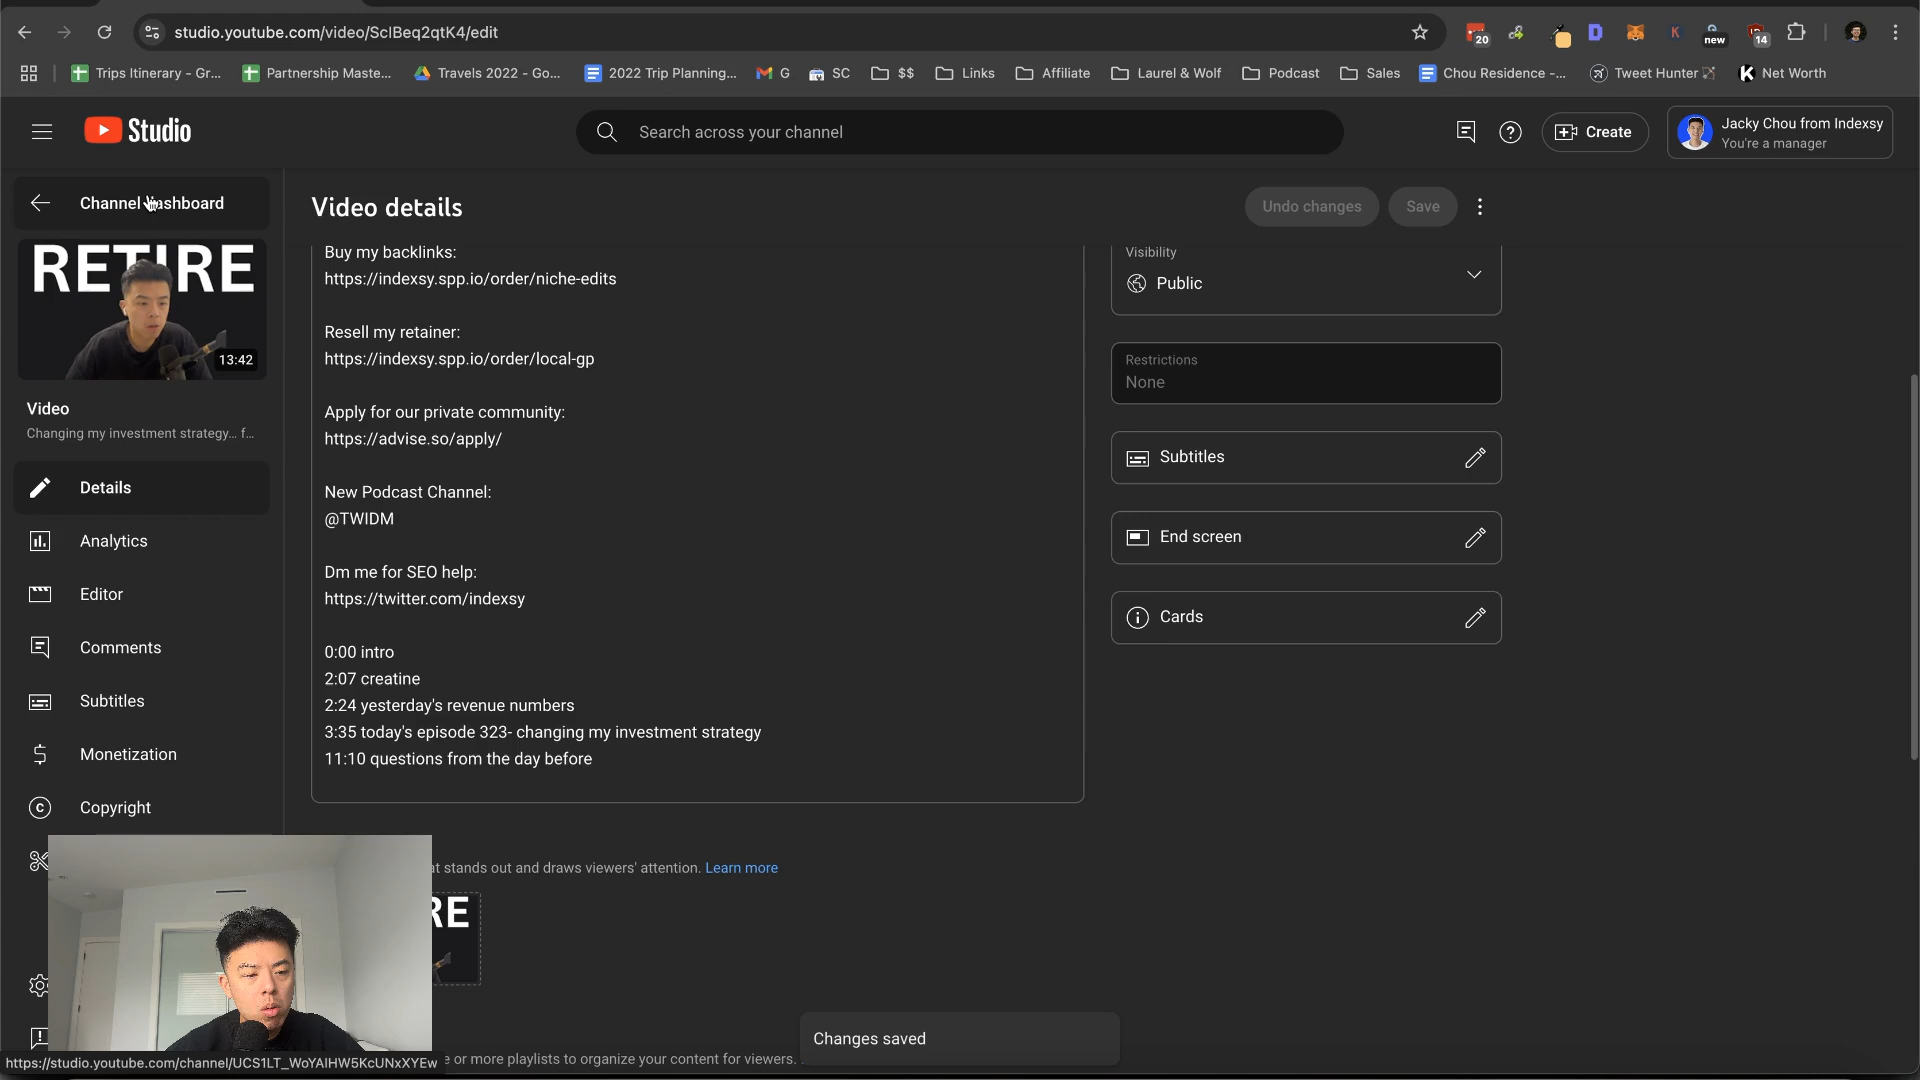 studio.youtube.com/video/ScIBeq2qtK4/edit
20
new
14
Trips Itinerary - Gr...
Partnership Maste...
Travels 2022 - Go...
2022 Trip Planning...
G
SC
$$
Links
Affiliate
Laurel & Wolf
Podcast
Sales
Chou Residence -...
Tweet Hunter
Net Worth
Studio
Search across your channel
Create
Jacky Chou from Indexsy
You're a manager
Channel dashboard
Video details
Undo changes
Save
RETIRE
13:42
Video
Changing my investment strategy... f...
Details
Analytics
Editor
Comments
Subtitles
Monetization
Copyright
Buy my backlinks:
https://indexsy.spp.io/order/niche-edits
Resell my retainer:
https://indexsy.spp.io/order/local-gp
Apply for our private community:
https://advise.so/apply/
New Podcast Channel:
@TWIDM
Dm me for SEO help:
https://twitter.com/indexsy
0:00 intro
2:07 creatine
2:24 yesterday's revenue numbers
3:35 today's episode 323- changing my investment strategy
11:10 questions from the day before
Visibility
Public
Restrictions
None
Subtitles
End screen
Cards
at stands out and draws viewers' attention. Learn more
RE
Changes saved
e or more playlists to organize your content for viewers.
https://studio.youtube.com/channel/UCS1LT_WoYAIHW5KcUNxXYEw